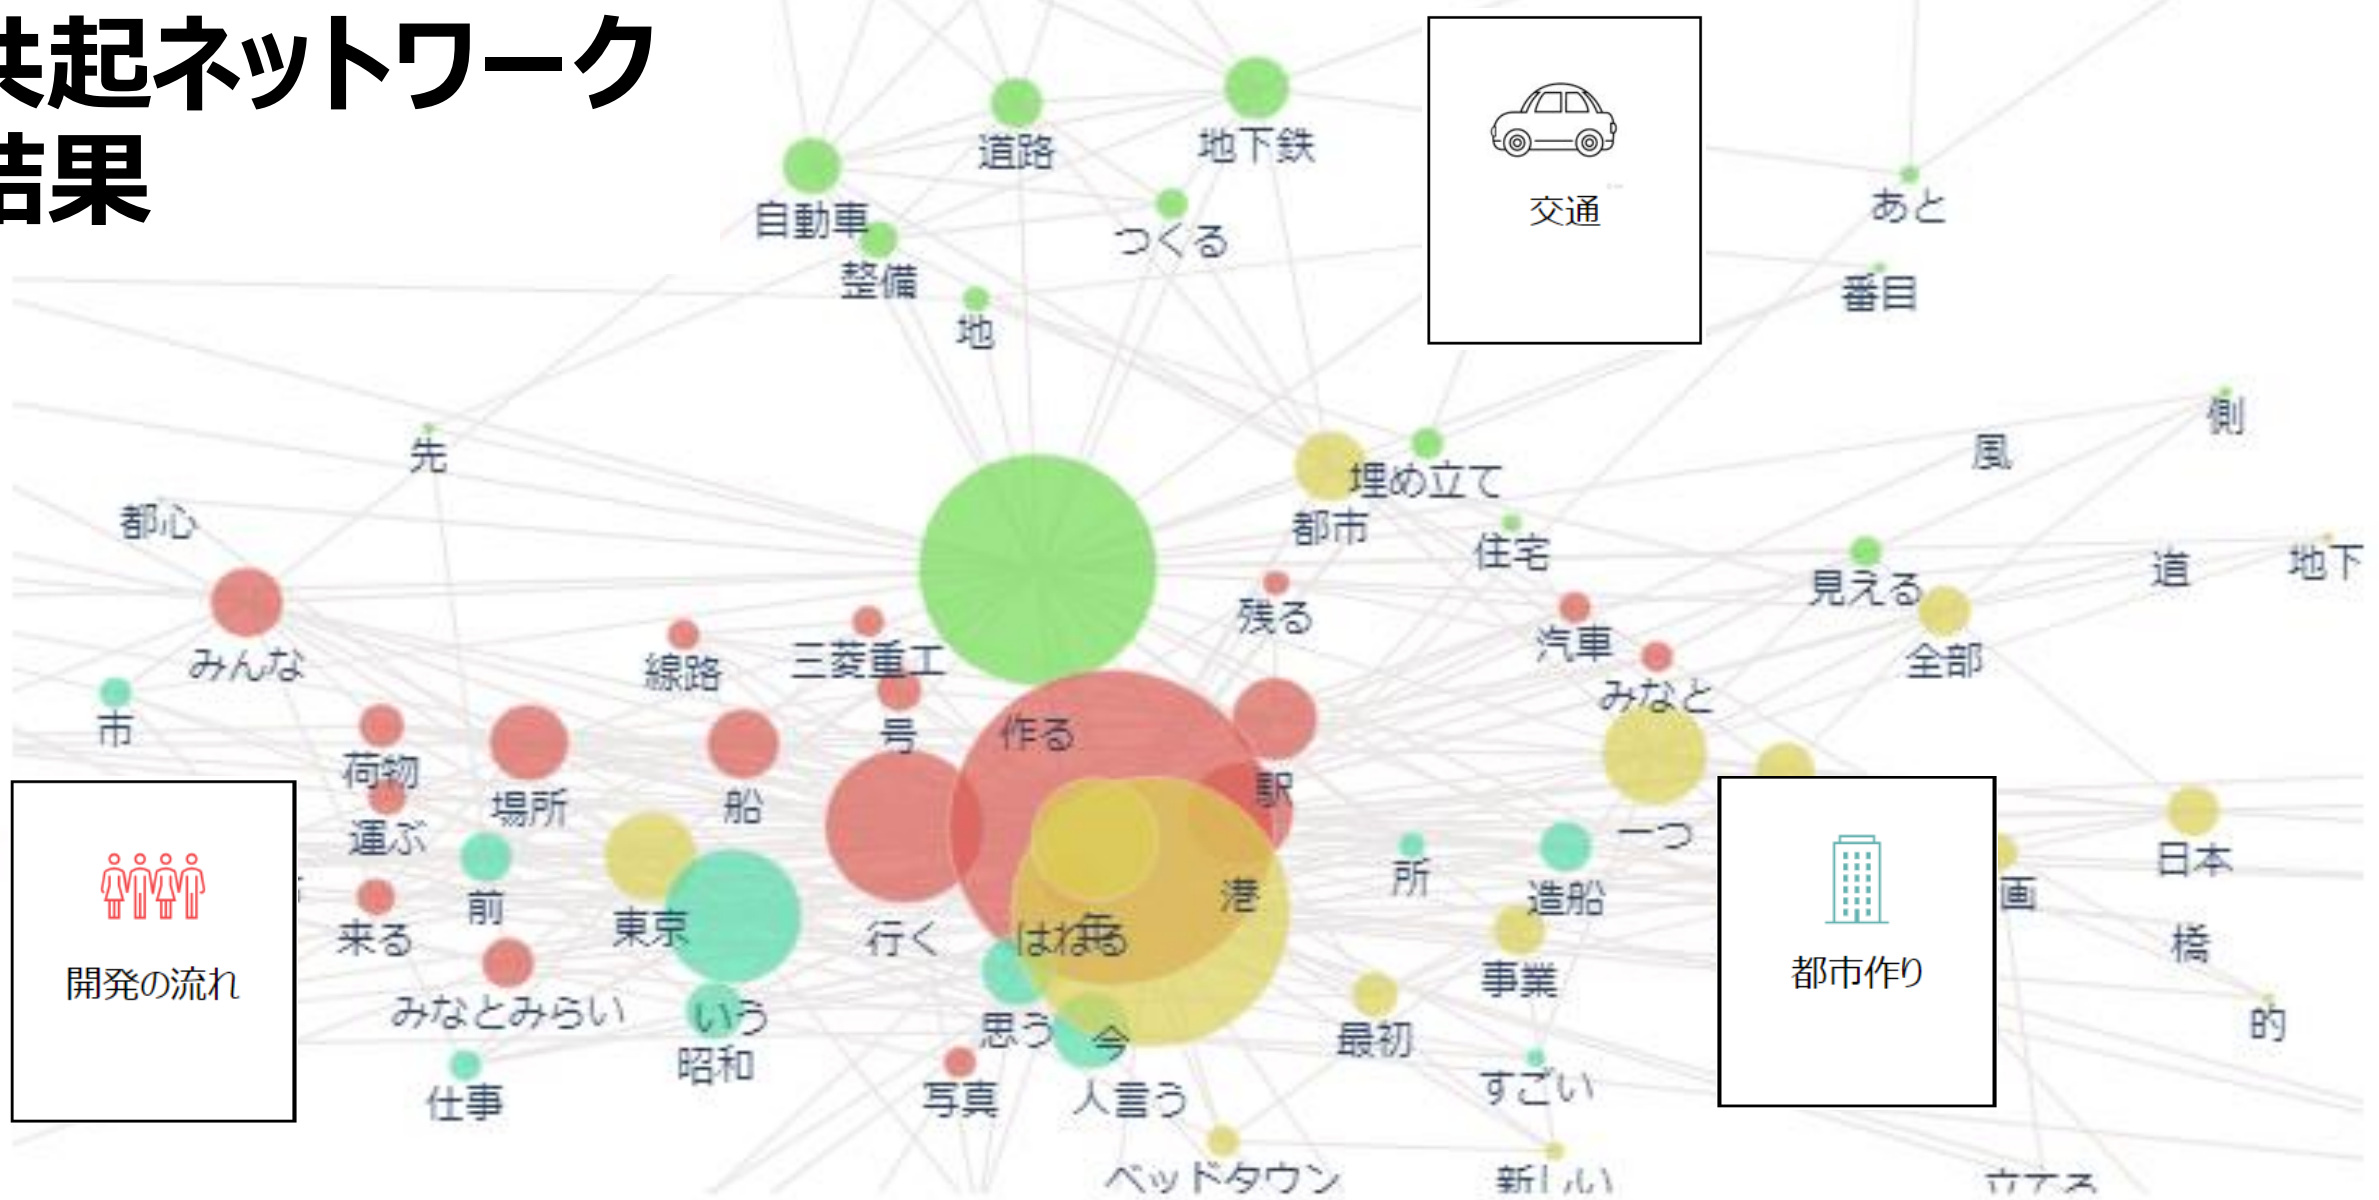 共起ネットワーク
結果
道路
地下鉄
自動車
つくる
整備
地
交通
あと
番目
先
都心
埋め立て
都市
住宅
風
側
見える
道
地下
全部
残る
汽車
みなと
みんな
線路
三菱重工
号
作る
駅
市
荷物
場所
船
運ぶ
一つ
日本
前
東京
行く
はねる
年
港
所
造船
画
来る
開発の流れ
みなとみらい
いう
昭和
思う
今
事業
都市作り
橋
最初
的
仕事
写真
人言う
すごい
ベッドタウン
新しい
立てる